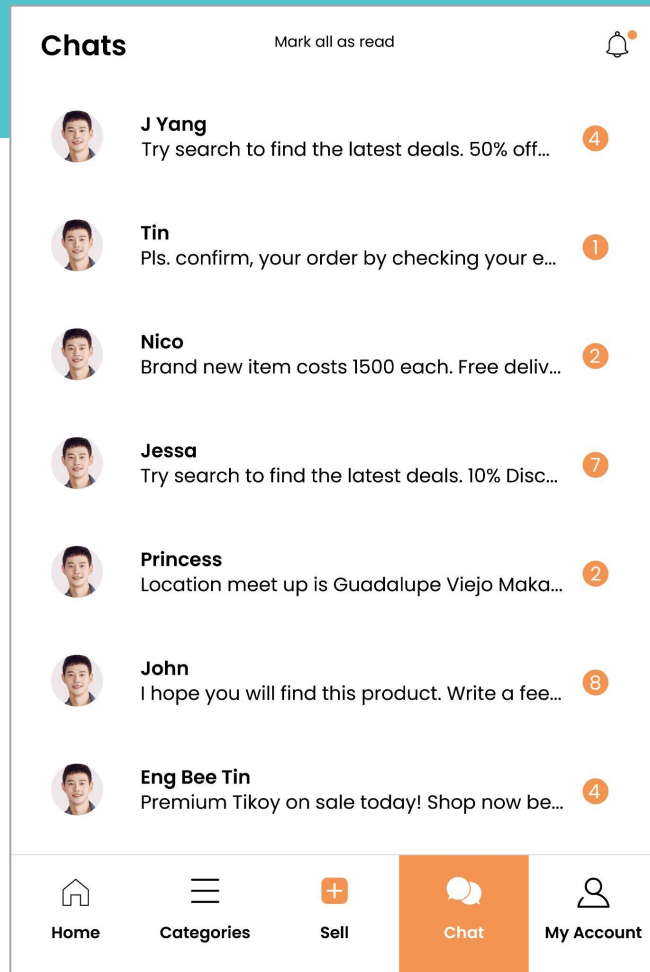 Chats
Mark all as read
J Yang
Try search to find the latest deals. 50% off...
4
Tin
Pls. confirm, your order by checking your e...
1
Nico
Brand new item costs 1500 each. Free deliv...
2
Jessa
Try search to find the latest deals. 10% Disc...
7
Princess
Location meet up is Guadalupe Viejo Maka...
2
John
I hope you will find this product. Write a fee...
8
Eng Bee Tin
Premium Tikoy on sale today! Shop now be...
4
Home
Categories
Sell
Chat
My Account